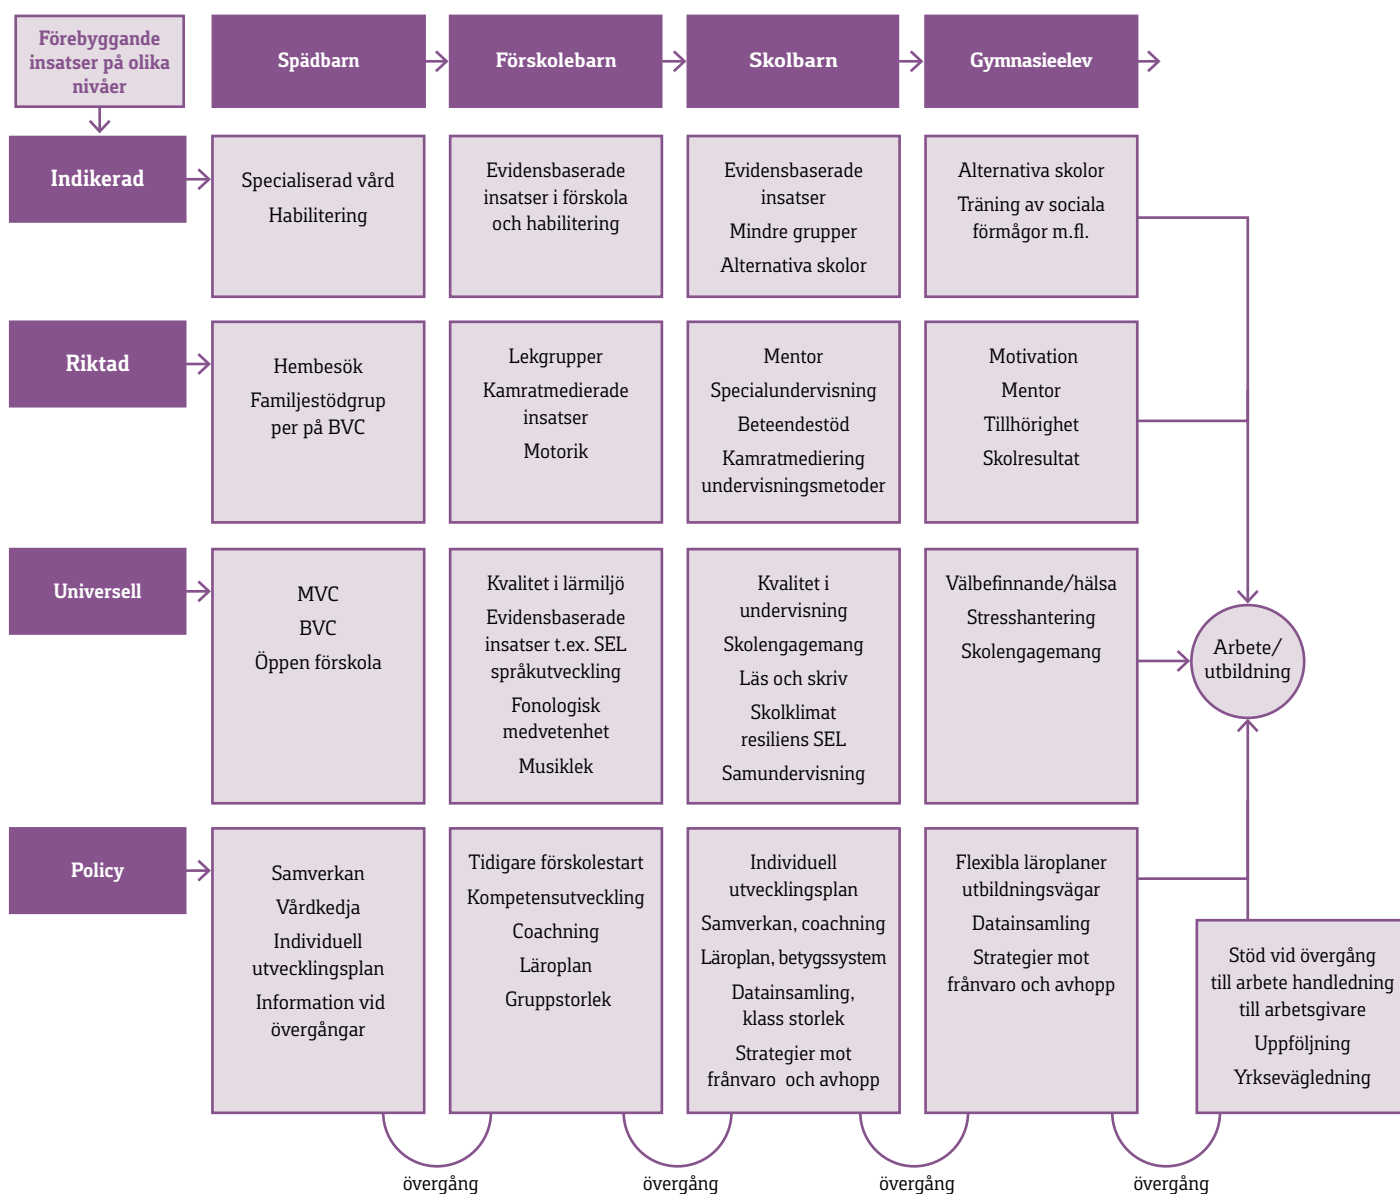 Förebyggande
insatser på olika
nivåer
Spädbarn
Förskolebarn
Skolbarn
Gymnasieelev
Indikerad
Specialiserad vård
Habilitering
Evidensbaserade
insatser i förskola
och habilitering
Evidensbaserade
insatser
Mindre grupper
Alternativa skolor
Alternativa skolor
Träning av sociala
förmågor m.fl.
Riktad
Hembesök
Familjestödgrup
per på BVC
Lekgrupper
Kamratmedierade
insatser
Motorik
Mentor
Specialundervisning
Beteendestöd
Kamratmediering
undervisningsmetoder
Motivation
Mentor
Tillhörighet
Skolresultat
Universell
MVC
BVC
Öppen förskola
Kvalitet i lärmiljö
Evidensbaserade
insatser t.ex. SEL
språkutveckling
Fonologisk
medvetenhet
Musiklek
Kvalitet i
undervisning
Skolengagemang
Läs och skriv
Skolklimat
resiliens SEL
Samundervisning
Välbefinnande/hälsa
Stresshantering
Skolengagemang
Arbete/
utbildning
Policy
Samverkan
Vårdkedja
Individuell
utvecklingsplan
Information vid
övergångar
Tidigare förskolestart
Kompetensutveckling
Coachning
Läroplan
Gruppstorlek
Individuell
utvecklingsplan
Samverkan, coachning
Läroplan, betygssystem
Datainsamling,
klass storlek
Strategier mot
frånvaro och avhopp
Flexibla läroplaner
utbildningsvägar
Datainsamling
Strategier mot
frånvaro och avhopp
Stöd vid övergång
till arbete handledning
till arbetsgivare
Uppföljning
Yrksevägledning
övergång
övergång
övergång
övergång